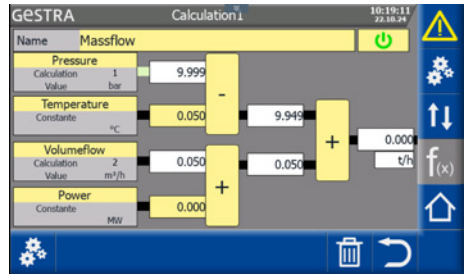 GESTRA Calculation1 10:19:11
22.10.24
Name Massflow
Pressure
Calculation 1
Value bar
9.999
-
Temperature
Constante
°C
0.050
9.949
+
0.000
t/h
Volumeflow
Calculation 2
Value m³/h
0.050
0.050
+
Power
Constante
MW
0.000
f(x)